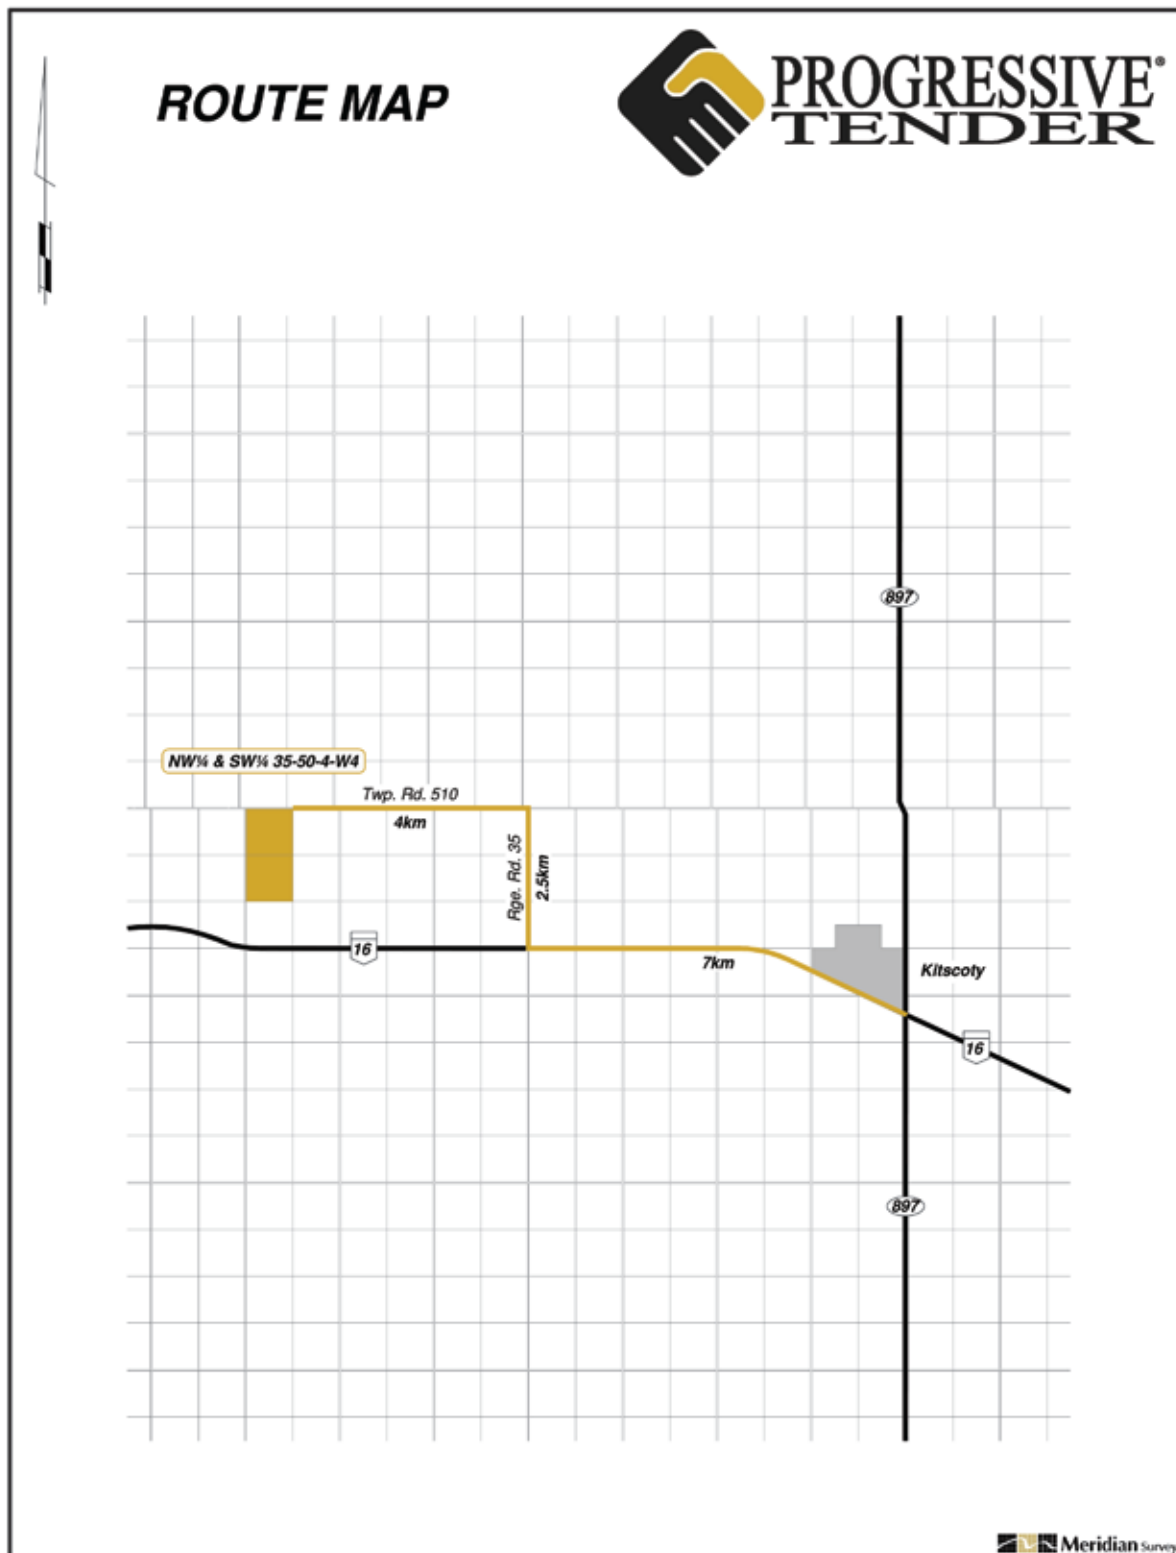 ROUTE MAP
PROGRESSIVE®
TENDER
897
NW¼ & SW¼ 35-50-4-W4
Twp. Rd. 510
4km
Rge. Rd. 35
2.5km
16
7km
Kitscoty
16
897
Meridian Survey